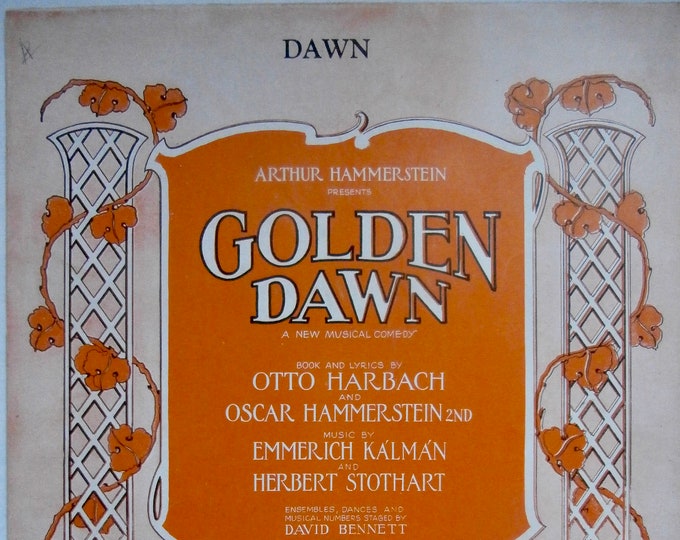 DAWN
ARTHUR HAMMERSTEIN
PRESENTS
GOLDEN
DAWN
A NEW MUSICAL COMEDY
BOOK AND LYRICS BY
OTTO HARBACH
AND
OSCAR HAMMERSTEIN 2ND
MUSIC BY
EMMERICH KÁLMÁN
AND
HERBERT STOTHART
ENSEMBLES, DANCES AND
MUSICAL NUMBERS STAGED BY
DAVID BENNETT